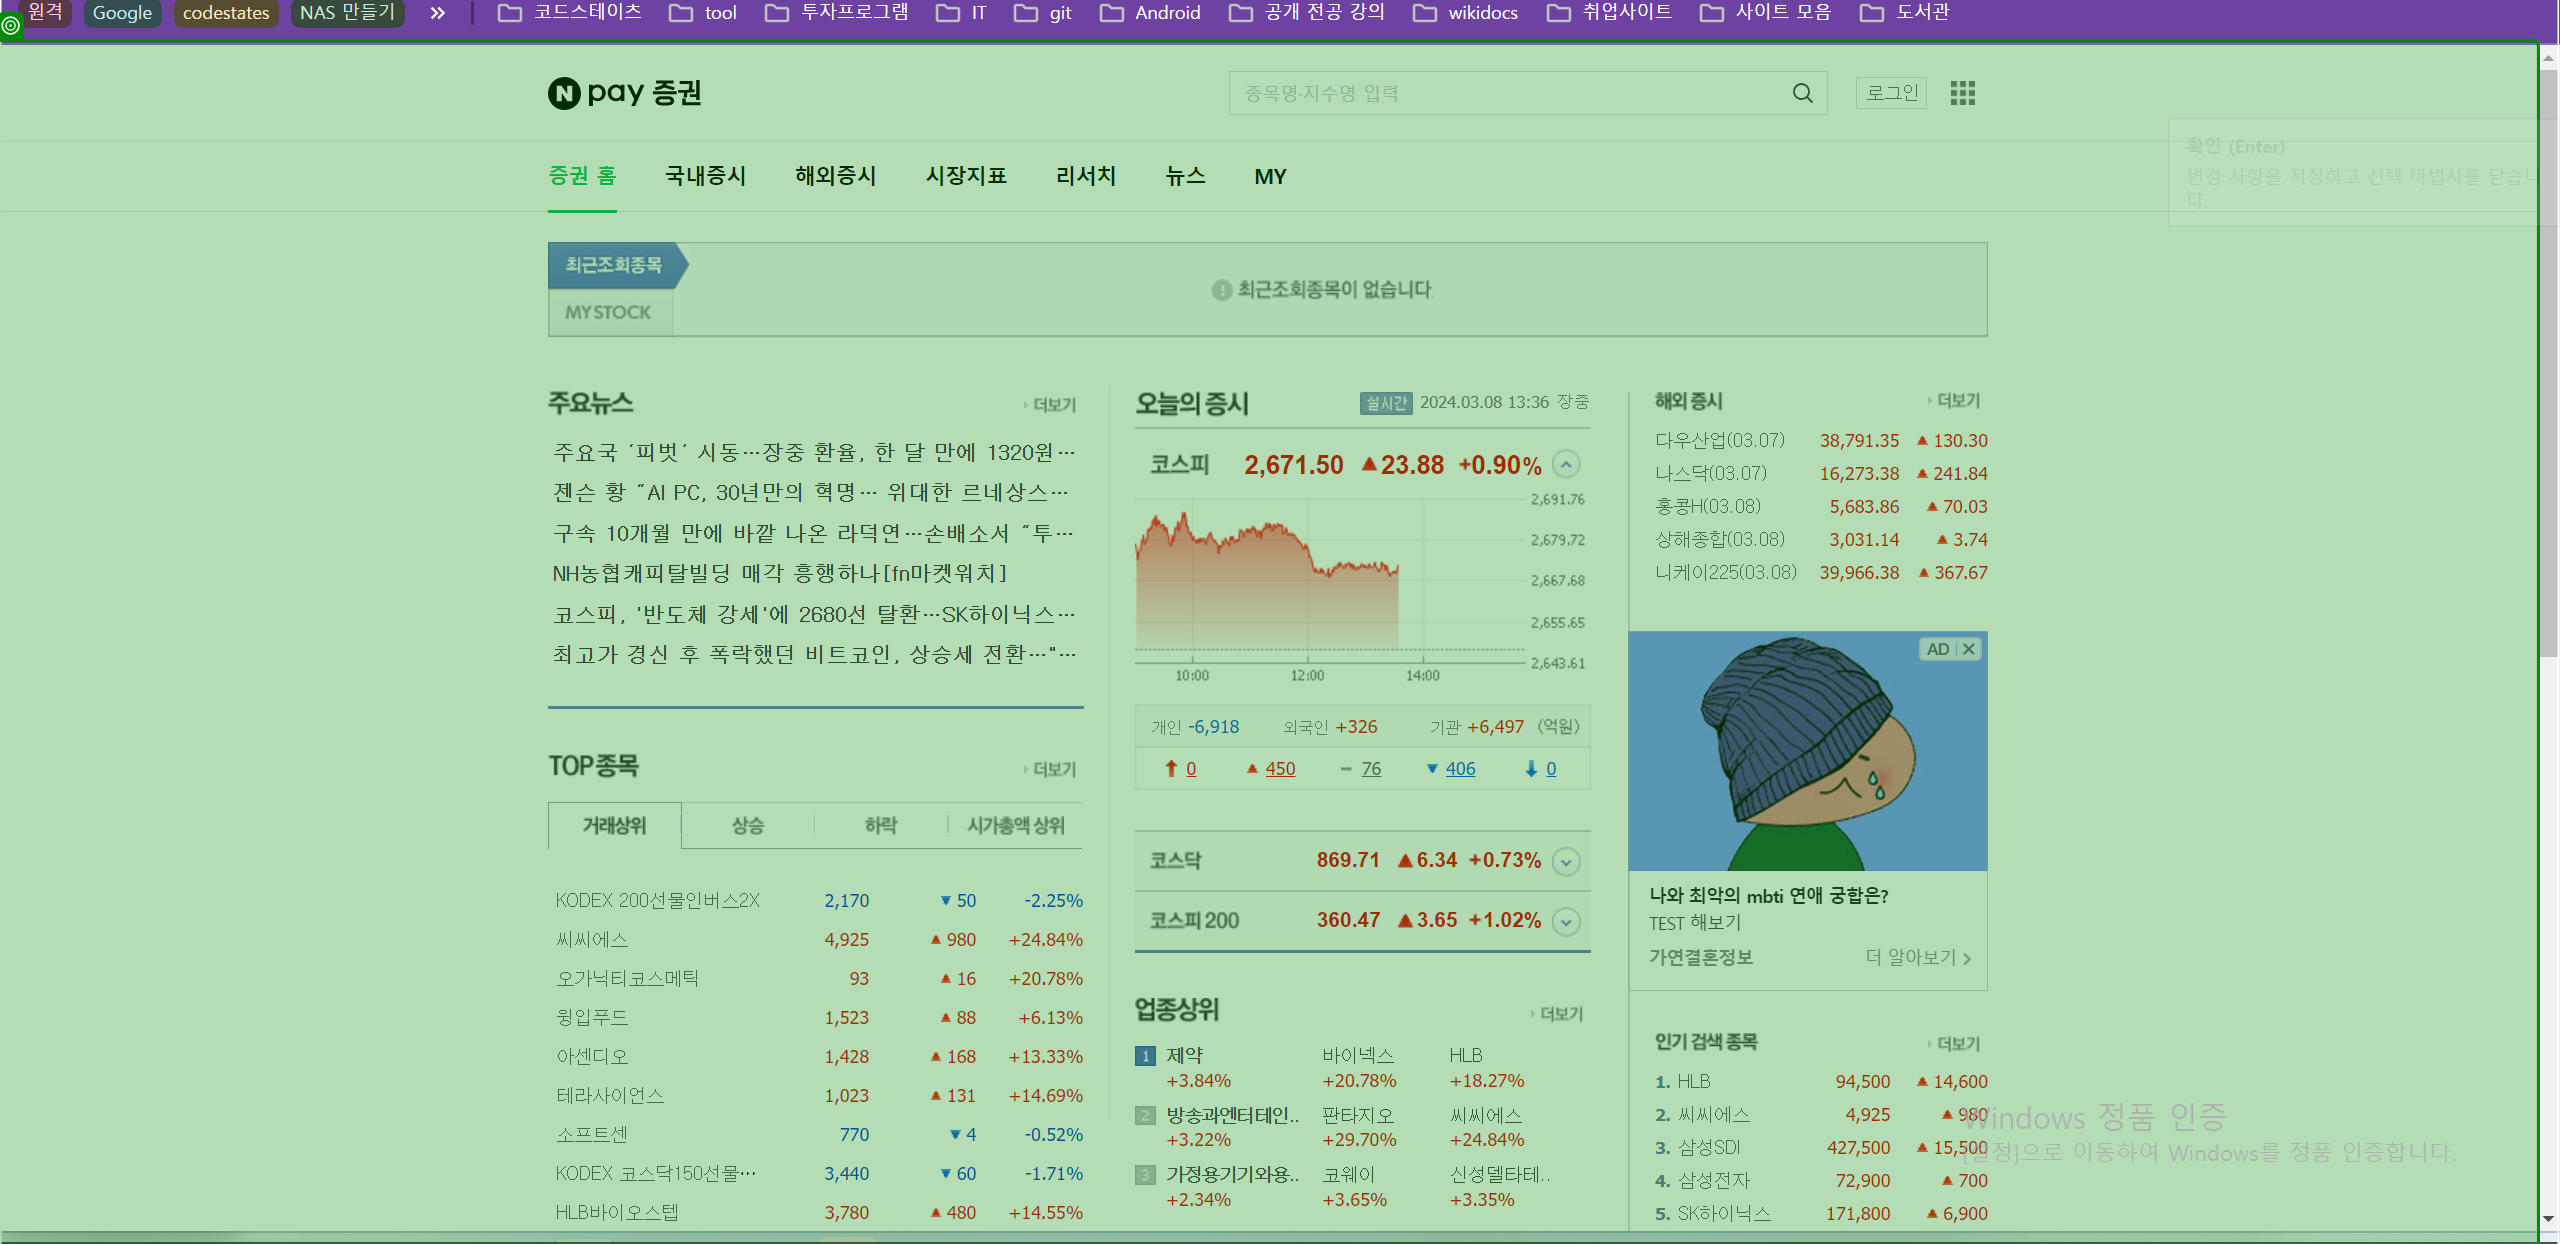 원격 Google codestates NAS 만들기 » 코드스테이츠 tool 투자프로그램 IT git Android 공개 전공 강의 wikidocs 취업사이트 사이트 모음 도서관
N pay 증권
종목명·지수명 입력
로그인
확인 (Enter)
변경 사항을 저장하고 선택 마법사를 닫습니
다.
증권 홈 국내증시 해외증시 시장지표 리서치 뉴스 MY
최근조회종목
MYSTOCK
최근조회종목이 없습니다.
주요뉴스 더보기
주요국 ‘피벗’ 시동…장중 환율, 한 달 만에 1320원…
젠슨 황 “AI PC, 30년만의 혁명… 위대한 르네상스…
구속 10개월 만에 바깥 나온 라덕연…손배소서 “투…
NH농협캐피탈빌딩 매각 흥행하나[fn마켓워치]
코스피, '반도체 강세'에 2680선 탈환…SK하이닉스…
최고가 경신 후 폭락했던 비트코인, 상승세 전환…"…
TOP 종목 더보기
거래상위 상승 하락 시가총액 상위
KODEX 200선물인버스2X 2,170 ▼ 50 -2.25%
씨씨에스 4,925 ▲ 980 +24.84%
오가닉티코스메틱 93 ▲ 16 +20.78%
윙입푸드 1,523 ▲ 88 +6.13%
아센디오 1,428 ▲ 168 +13.33%
테라사이언스 1,023 ▲ 131 +14.69%
소프트센 770 ▼ 4 -0.52%
KODEX 코스닥150선물… 3,440 ▼ 60 -1.71%
HLB바이오스텝 3,780 ▲ 480 +14.55%
오늘의 증시 실시간 2024.03.08 13:36 장중
코스피 2,671.50 ▲23.88 +0.90%
2,691.76
2,679.72
2,667.68
2,655.65
2,643.61
10:00 12:00 14:00
개인 -6,918 외국인 +326 기관 +6,497 (억원)
↑ 0 ▲ 450 − 76 ▼ 406 ↓ 0
코스닥 869.71 ▲6.34 +0.73%
코스피 200 360.47 ▲3.65 +1.02%
업종상위 더보기
1 제약 바이넥스 HLB
+3.84% +20.78% +18.27%
2 방송과엔터테인.. 판타지오 씨씨에스
+3.22% +29.70% +24.84%
3 가정용기기와용.. 코웨이 신성델타테..
+2.34% +3.65% +3.35%
해외 증시 더보기
다우산업(03.07) 38,791.35 ▲ 130.30
나스닥(03.07) 16,273.38 ▲ 241.84
홍콩H(03.08) 5,683.86 ▲ 70.03
상해종합(03.08) 3,031.14 ▲ 3.74
니케이225(03.08) 39,966.38 ▲ 367.67
AD
나와 최악의 mbti 연애 궁합은?
TEST 해보기
가연결혼정보 더 알아보기
인기 검색 종목 더보기
1. HLB 94,500 ▲ 14,600
2. 씨씨에스 4,925 ▲ 980
3. 삼성SDI 427,500 ▲ 15,500
4. 삼성전자 72,900 ▲ 700
5. SK하이닉스 171,800 ▲ 6,900
Windows 정품 인증
[설정]으로 이동하여 Windows를 정품 인증합니다.